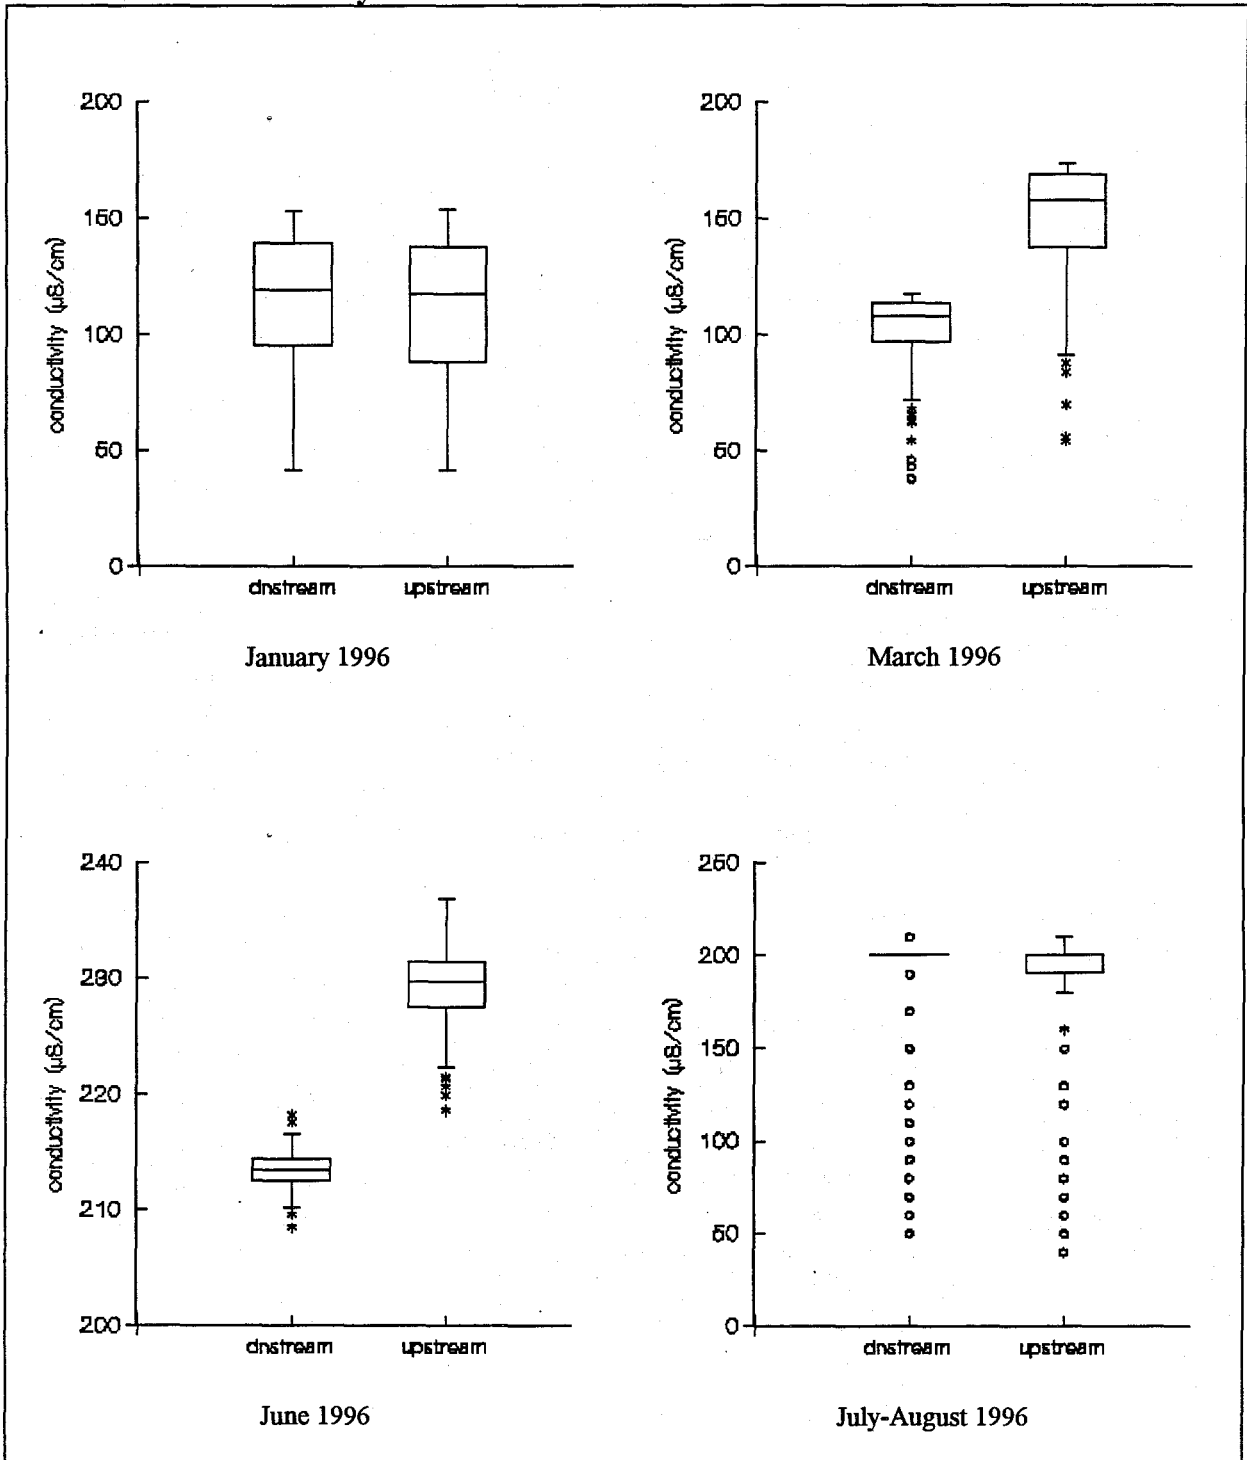 200
150
100
50
0
conductivity (µS/cm)
dnstream
upstream
January 1996
200
150
100
50
0
conductivity (µS/cm)
dnstream
upstream
March 1996
240
230
220
210
200
conductivity (µS/cm)
dnstream
upstream
June 1996
250
200
150
100
50
0
conductivity (µS/cm)
dnstream
upstream
July-August 1996